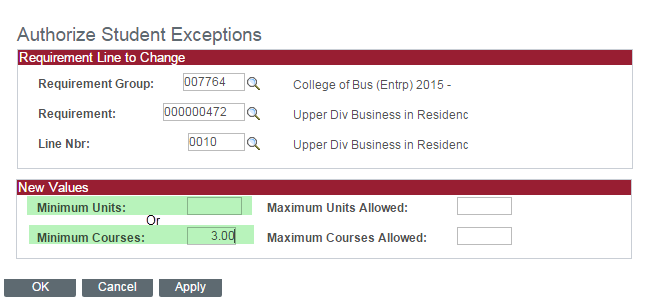 Authorize Student Exceptions
Requirement Line to Change
Requirement Group: 007764 College of Bus (Entrp) 2015 -
Requirement: 000000472 Upper Div Business in Residenc
Line Nbr: 0010 Upper Div Business in Residenc
New Values
Minimum Units: Maximum Units Allowed:
Or
Minimum Courses: 3.00 Maximum Courses Allowed:
OK Cancel Apply